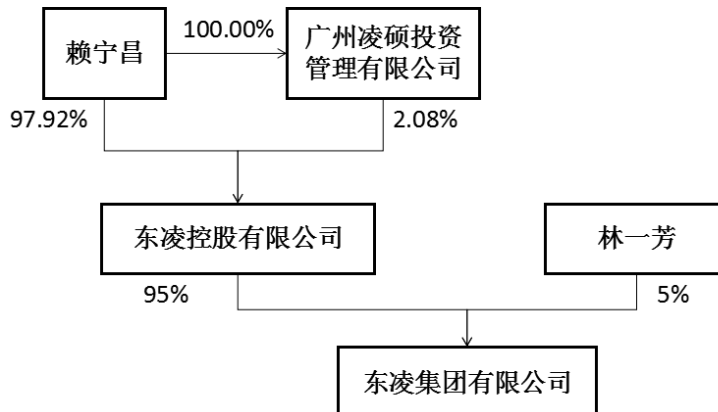 赖宁昌
100.00%
广州凌硕投资
管理有限公司
97.92%
2.08%
东凌控股有限公司
林一芳
95%
5%
东凌集团有限公司